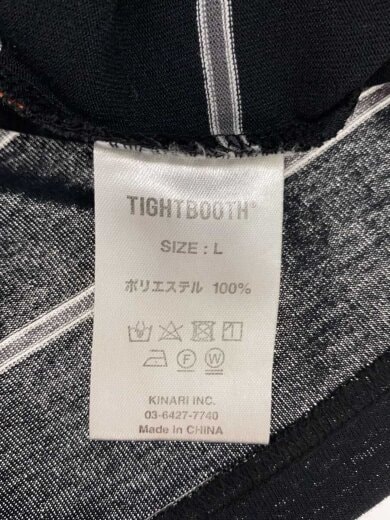 TIGHTBOOTH®
SIZE : L
ポリエステル 100%
F W
KINARI INC.
03-6427-7740
Made in CHINA